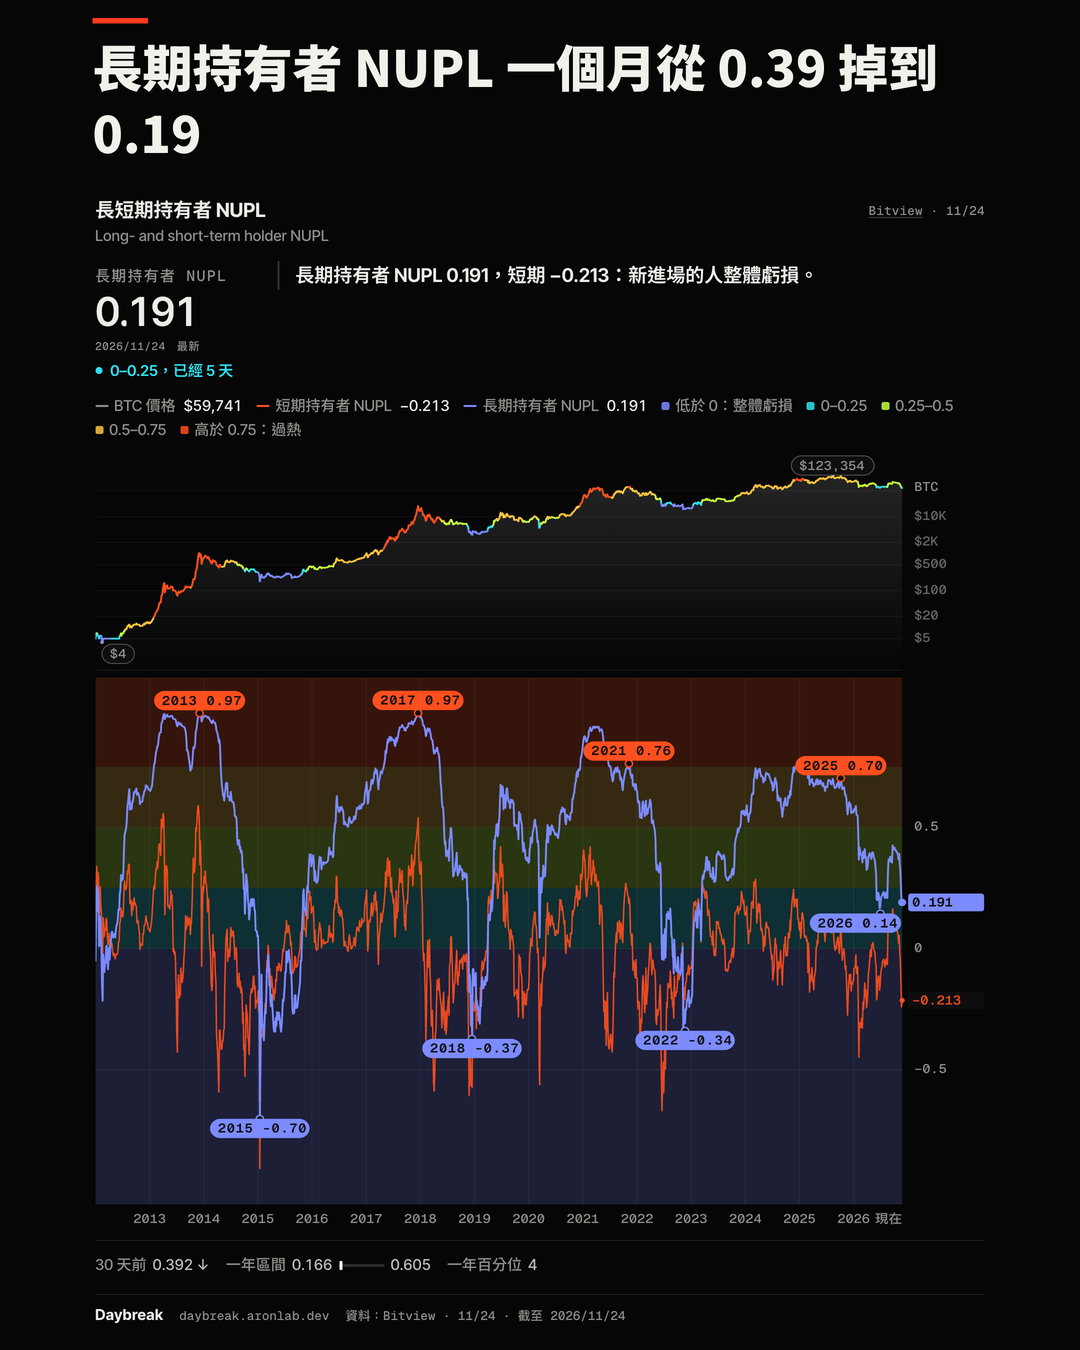 長期持有者 NUPL 一個月從 0.39 掉到
0.19
長短期持有者 NUPL
Bitview · 11/24
Long- and short-term holder NUPL
長期持有者 NUPL
長期持有者 NUPL 0.191，短期 −0.213：新進場的人整體虧損。
0.191
2026/11/24 最新
0–0.25，已經 5 天
BTC 價格 $59,741 短期持有者 NUPL −0.213 長期持有者 NUPL 0.191 低於 0：整體虧損 0–0.25 0.25–0.5
0.5–0.75 高於 0.75：過熱
$123,354
BTC
$10K
$2K
$500
$100
$20
$5
$4
2013 0.97
2017 0.97
2021 0.76
2025 0.70
0.5
0.191
2026 0.14
0
−0.213
2018 -0.37
2022 -0.34
−0.5
2015 -0.70
2013 2014 2015 2016 2017 2018 2019 2020 2021 2022 2023 2024 2025 2026 現在
30 天前 0.392 ↓ 一年區間 0.166 0.605 一年百分位 4
Daybreak daybreak.aronlab.dev 資料：Bitview · 11/24 · 截至 2026/11/24